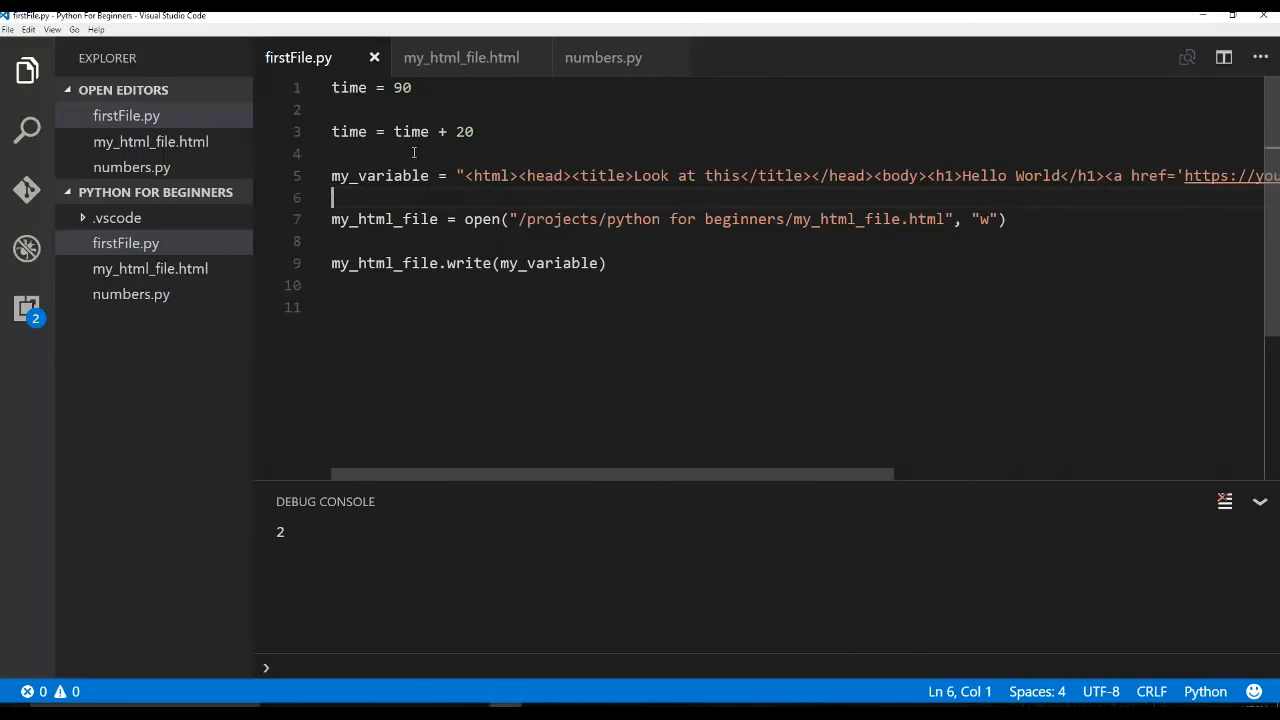 firstFile.py - Python For Beginners - Visual Studio Code
File Edit View Go Help
EXPLORER
OPEN EDITORS
firstFile.py
my_html_file.html
numbers.py
PYTHON FOR BEGINNERS
.vscode
firstFile.py
my_html_file.html
numbers.py
2
firstFile.py my_html_file.html numbers.py
1 time = 90
2
3 time = time + 20
4
5 my_variable = "<html><head><title>Look at this</title></head><body><h1>Hello World</h1><a href='https://you
6
7 my_html_file = open("/projects/python for beginners/my_html_file.html", "w")
8
9 my_html_file.write(my_variable)
10
11
DEBUG CONSOLE
2
0 0 Ln 6, Col 1 Spaces: 4 UTF-8 CRLF Python